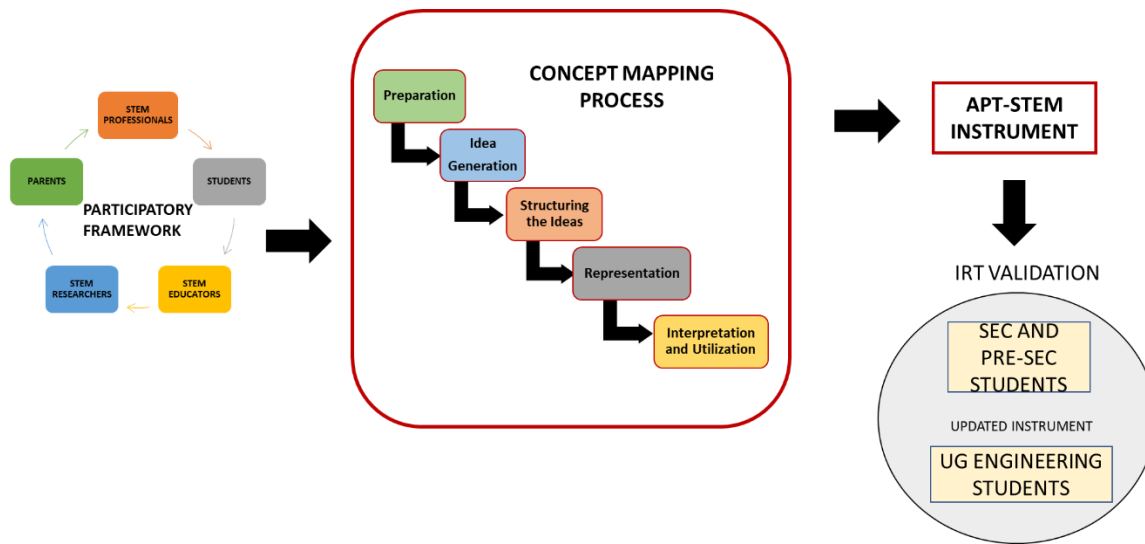 STEM
PROFESSIONALS
STUDENTS
STEM
EDUCATORS
STEM
RESEARCHERS
PARENTS
PARTICIPATORY
FRAMEWORK
CONCEPT MAPPING
PROCESS
Preparation
Idea
Generation
Structuring
the Ideas
Representation
Interpretation
and Utilization
APT-STEM
INSTRUMENT
IRT VALIDATION
SEC AND
PRE-SEC
STUDENTS
UPDATED INSTRUMENT
UG ENGINEERING
STUDENTS